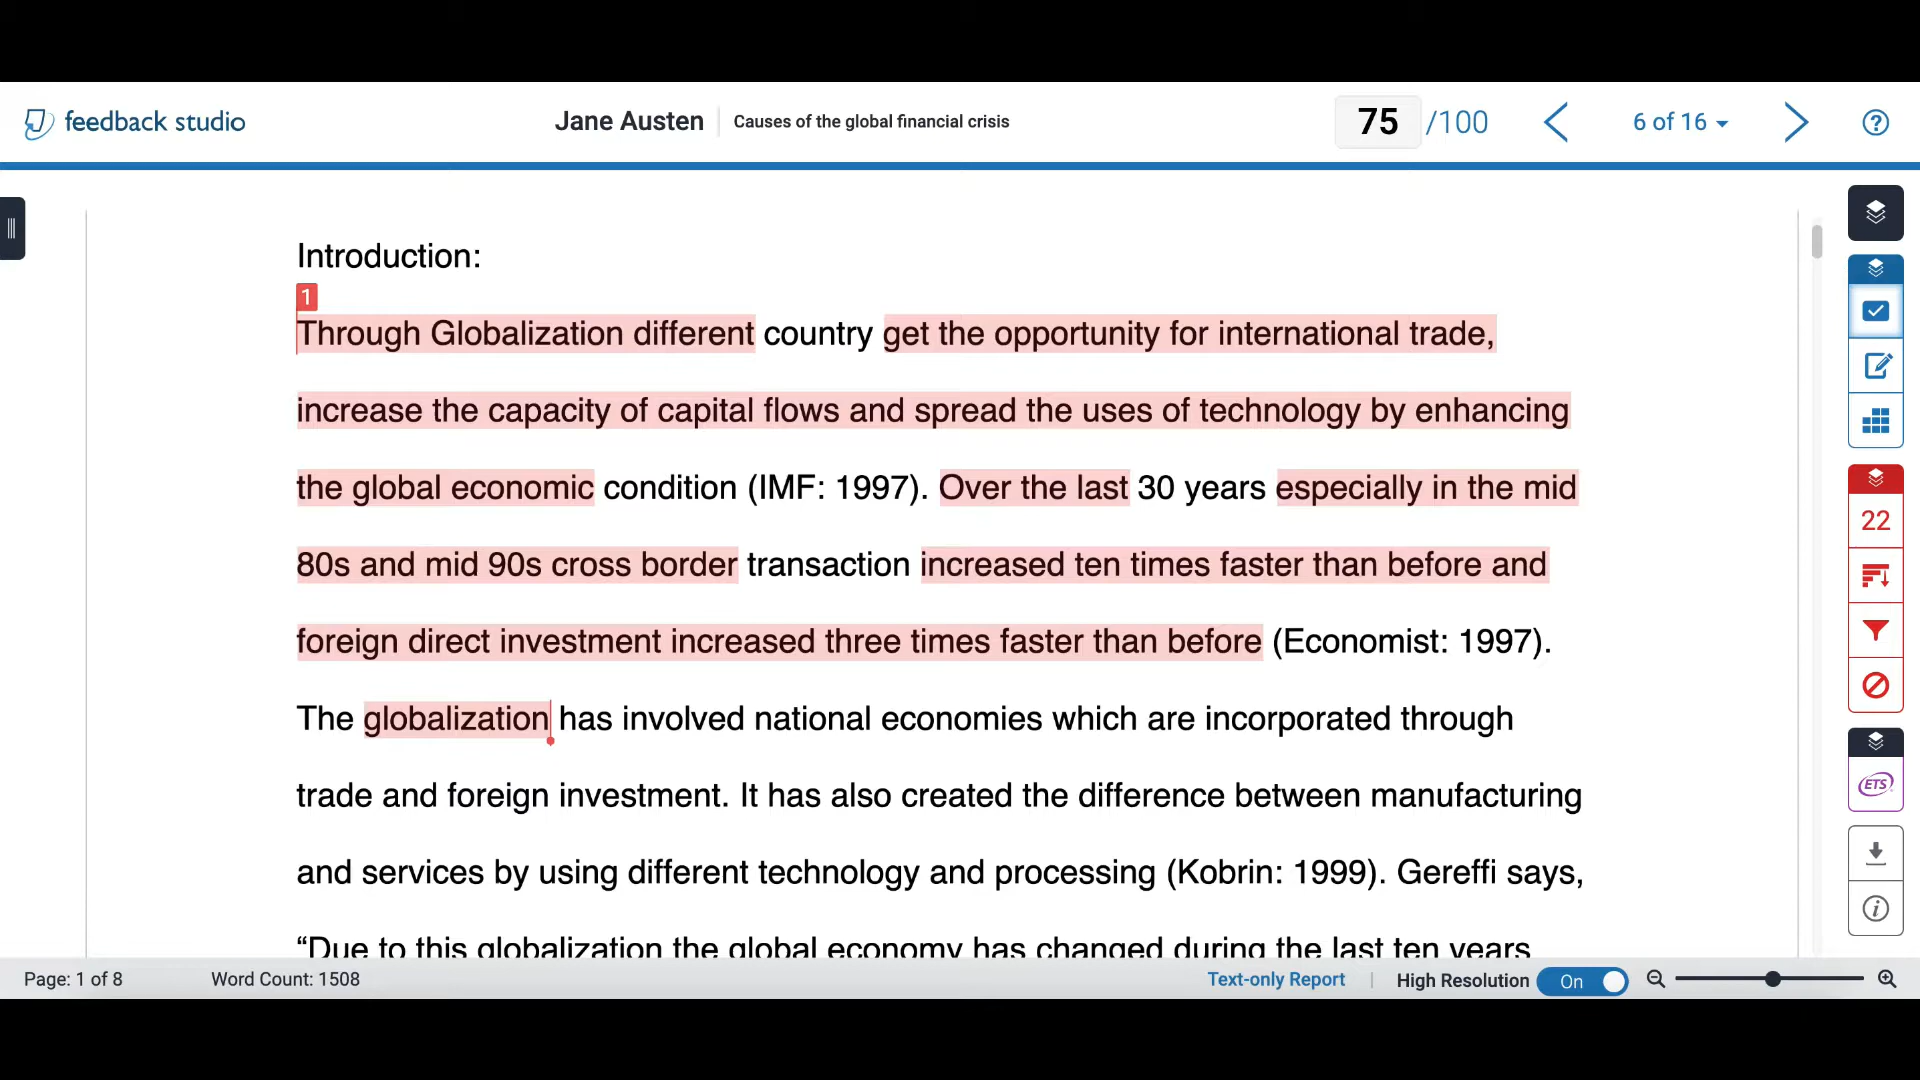 feedback studio
Jane Austen
Causes of the global financial crisis
75 /100
6 of 16
?
Introduction:
1
Through Globalization different country get the opportunity for international trade,
increase the capacity of capital flows and spread the uses of technology by enhancing
the global economic condition (IMF: 1997). Over the last 30 years especially in the mid
80s and mid 90s cross border transaction increased ten times faster than before and
foreign direct investment increased three times faster than before (Economist: 1997).
The globalization has involved national economies which are incorporated through
trade and foreign investment. It has also created the difference between manufacturing
and services by using different technology and processing (Kobrin: 1999). Gereffi says,
“Due to this globalization the global economy has changed during the last ten years
22
ETS
i
Page: 1 of 8
Word Count: 1508
Text-only Report
High Resolution
On